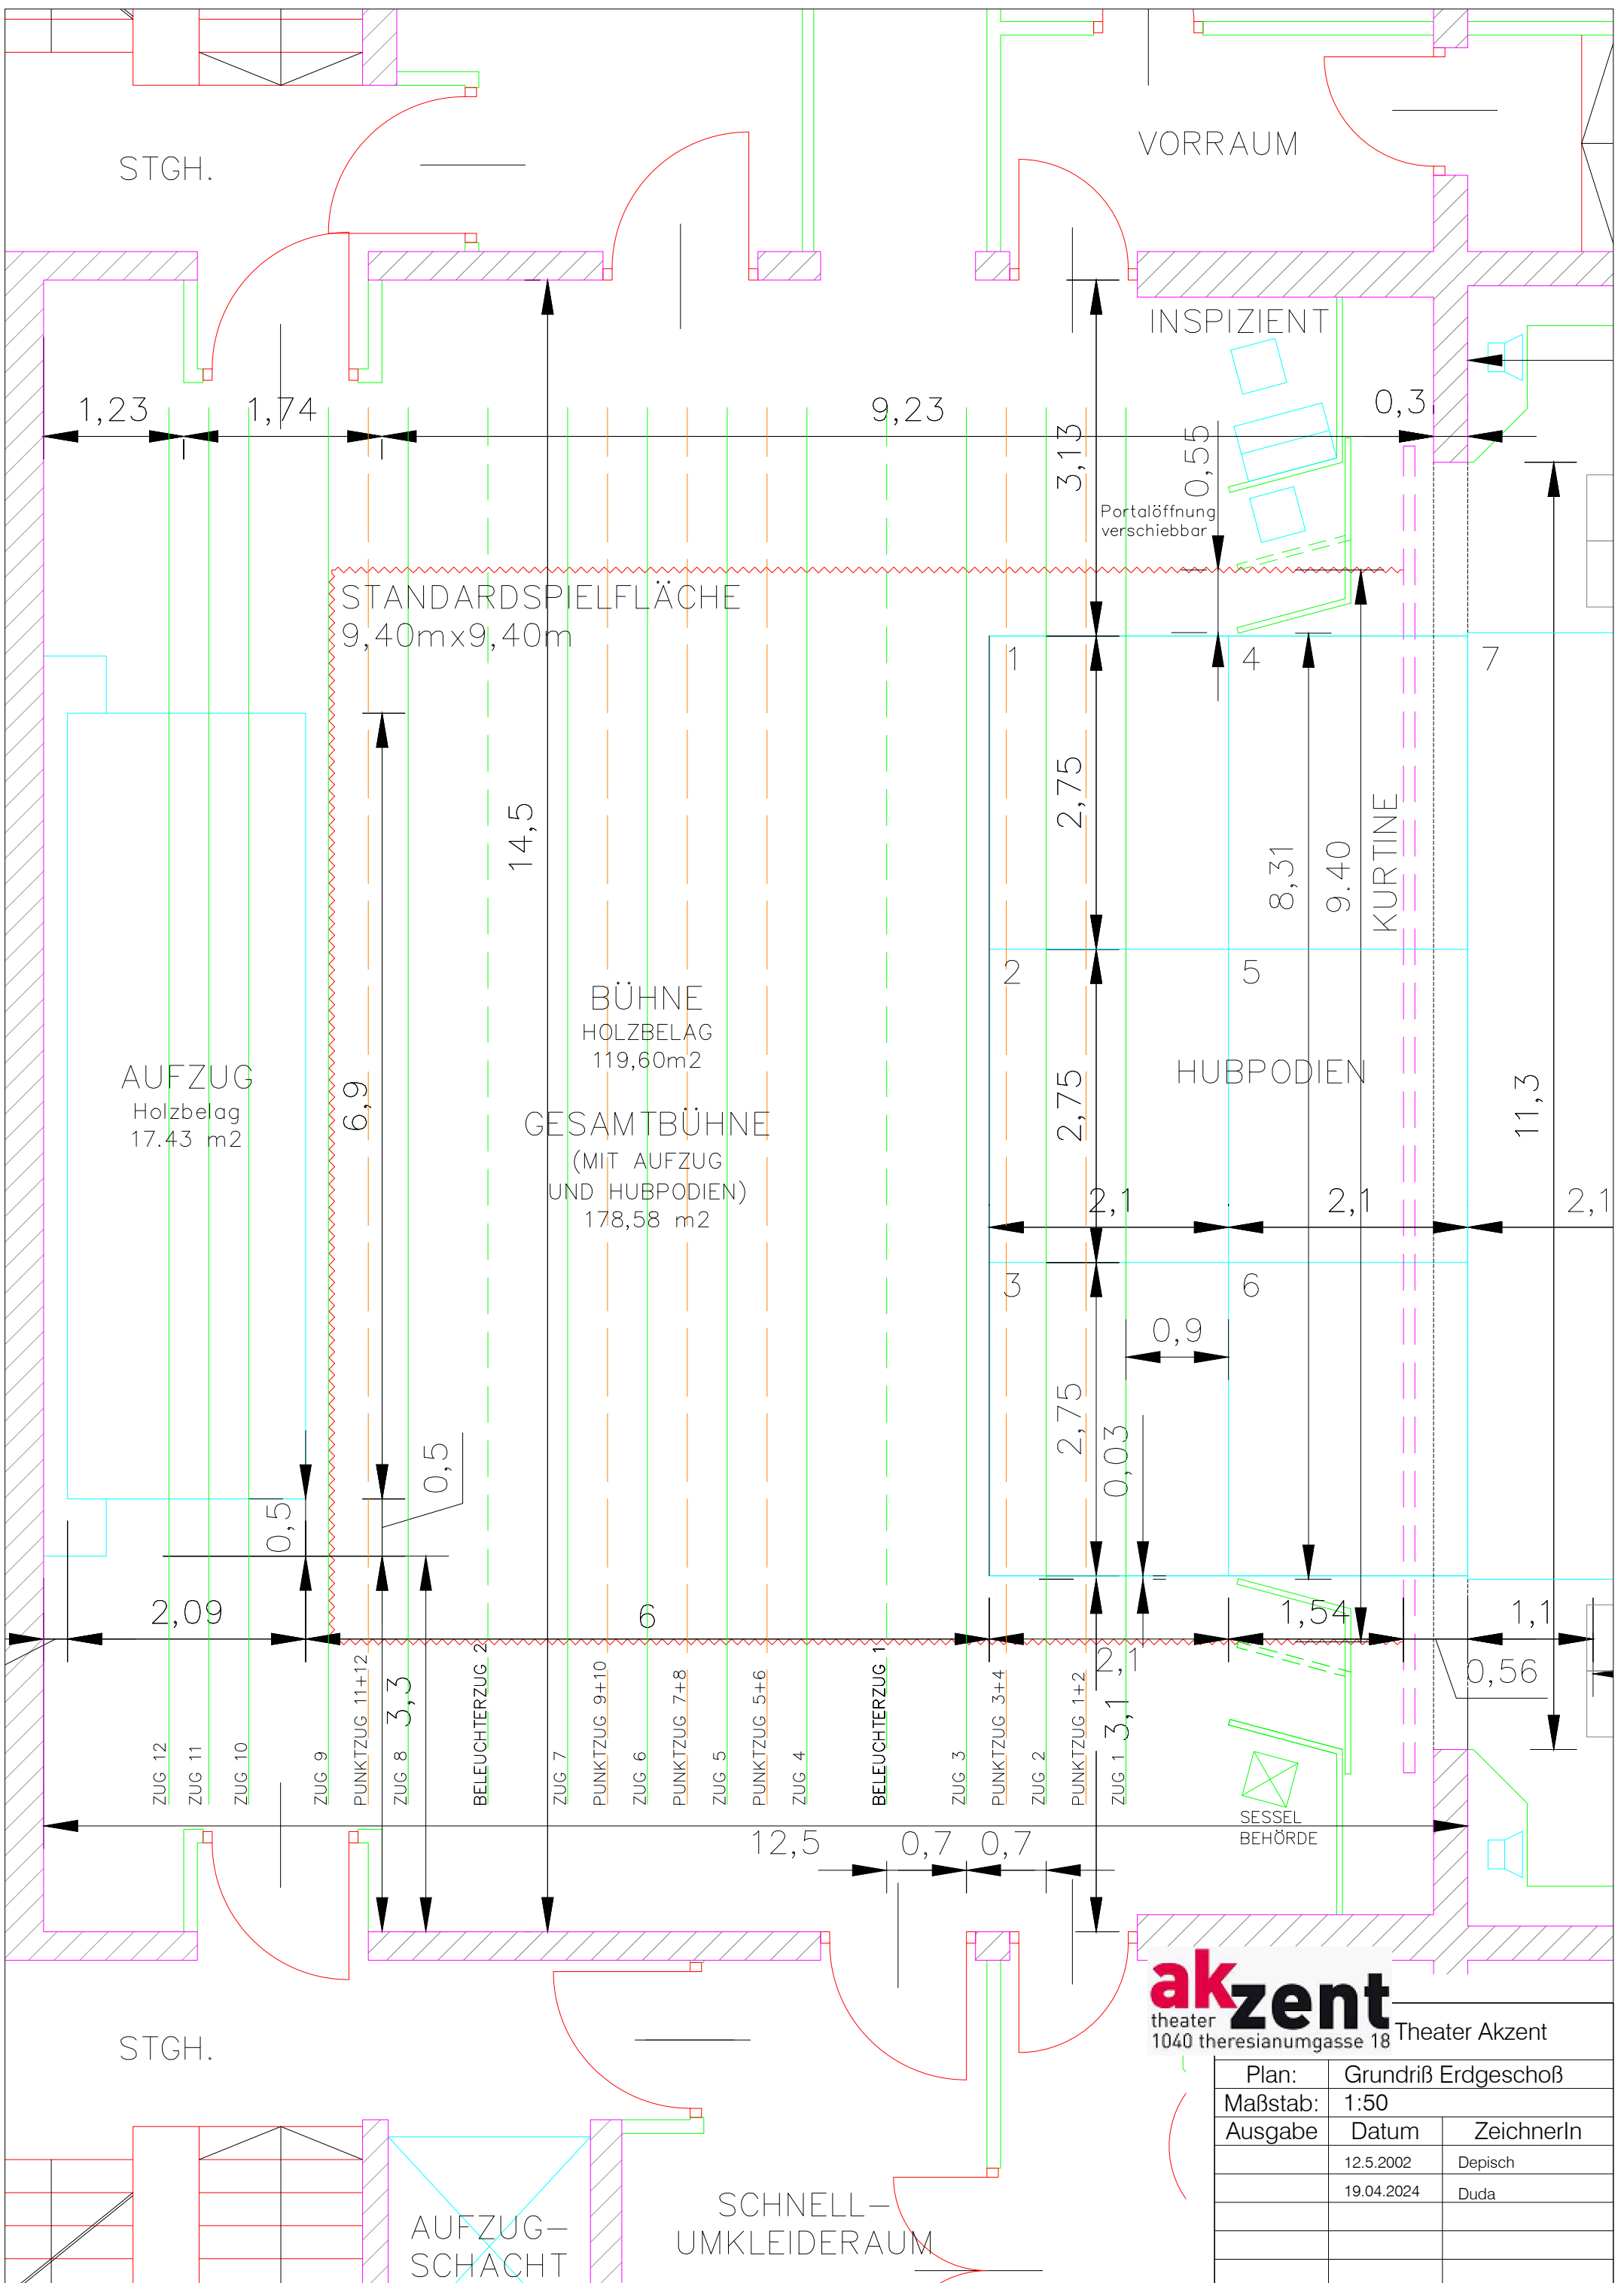 STGH.
VORRAUM
INSPIZIENT
1,23
1,74
9,23
0,3
3,13
0,55
Portalöffnung
verschiebbar
STANDARDSPIELFLÄCHE
9,40mx9,40m
1
4
7
14,5
2,75
8,31
9.40
KURTINE
2
5
BÜHNE
HOLZBELAG
119,60m2
HUBPODIEN
AUFZUG
Holzbelag
17.43 m2
6,9
GESAMTBÜHNE
(MIT AUFZUG
UND HUBPODIEN)
178,58 m2
2,75
11,3
2,1
2,1
2,1
3
6
0,9
2,75
0,03
0,5
0,5
2,09
6
2,1
1,54
1,1
0,56
3,3
3,1
ZUG 12
ZUG 11
ZUG 10
ZUG 9
PUNKTZUG 11+12
ZUG 8
BELEUCHTERZUG 2
ZUG 7
PUNKTZUG 9+10
ZUG 6
PUNKTZUG 7+8
ZUG 5
PUNKTZUG 5+6
ZUG 4
BELEUCHTERZUG 1
ZUG 3
PUNKTZUG 3+4
ZUG 2
PUNKTZUG 1+2
ZUG 1
SESSEL
BEHÖRDE
12,5
0,7
0,7
akzent
theater
1040 theresianumgasse 18
Theater Akzent
STGH.
Plan: Grundriß Erdgeschoß
Maßstab: 1:50
Ausgabe Datum ZeichnerIn
12.5.2002 Depisch
19.04.2024 Duda
SCHNELL-
UMKLEIDERAUM
AUFZUG-
SCHACHT